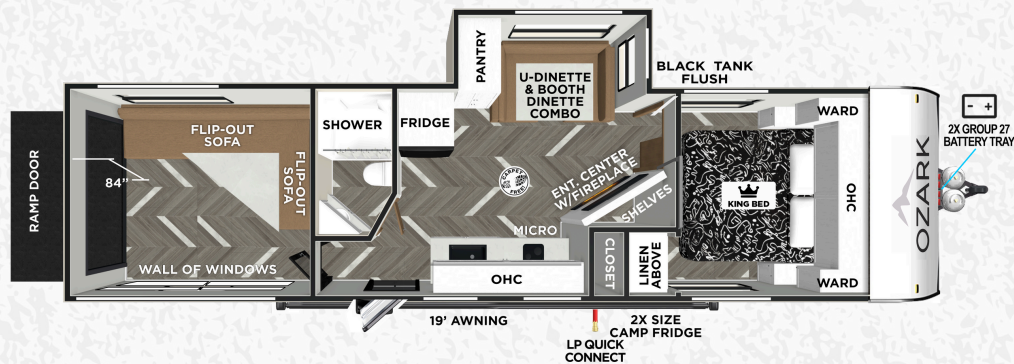 PANTRY
U-DINETTE
& BOOTH
DINETTE
COMBO
BLACK TANK
FLUSH
SHOWER
FRIDGE
WARD
- +
2X GROUP 27
BATTERY TRAY
FLIP-OUT
SOFA
FLIP-OUT
SOFA
RAMP DOOR
84"
CARPET
FREE!
ENT. CENTER
W/FIREPLACE
SHELVES
KING BED
OHC
OZARK
MICRO
WALL OF WINDOWS
OHC
CLOSET
LINEN
ABOVE
WARD
19' AWNING
2X SIZE
CAMP FRIDGE
LP QUICK
CONNECT